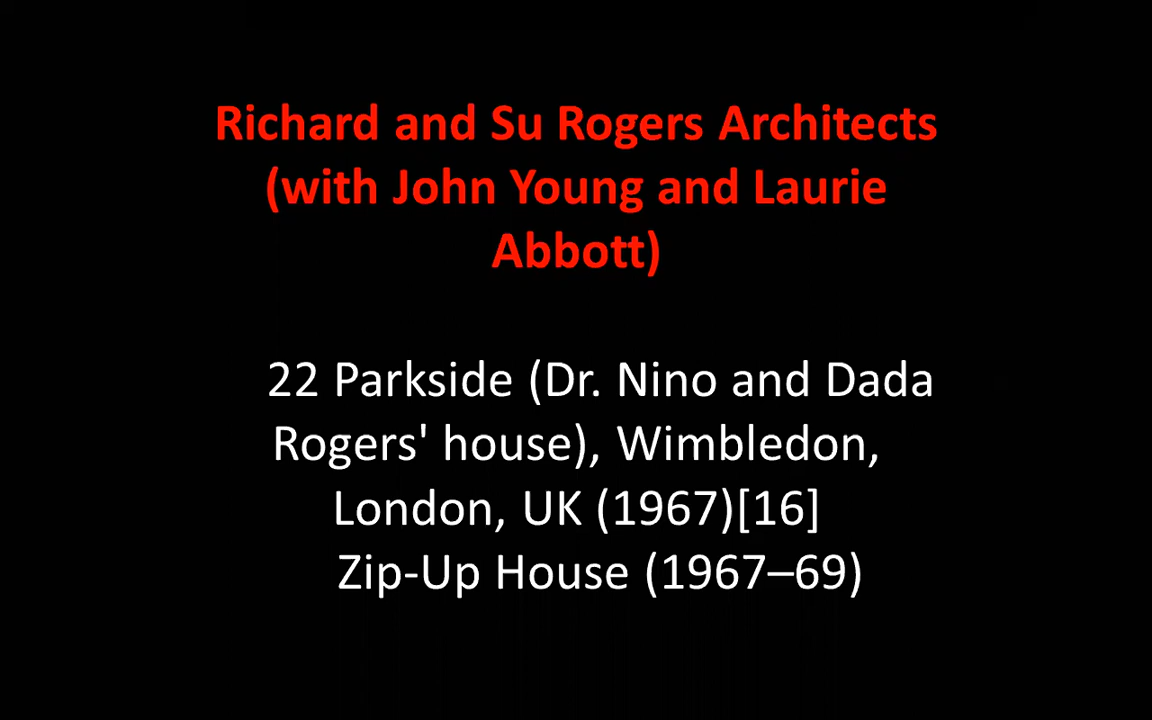 Richard and Su Rogers Architects
(with John Young and Laurie
Abbott)
22 Parkside (Dr. Nino and Dada
Rogers' house), Wimbledon,
London, UK (1967)[16]
Zip-Up House (1967–69)